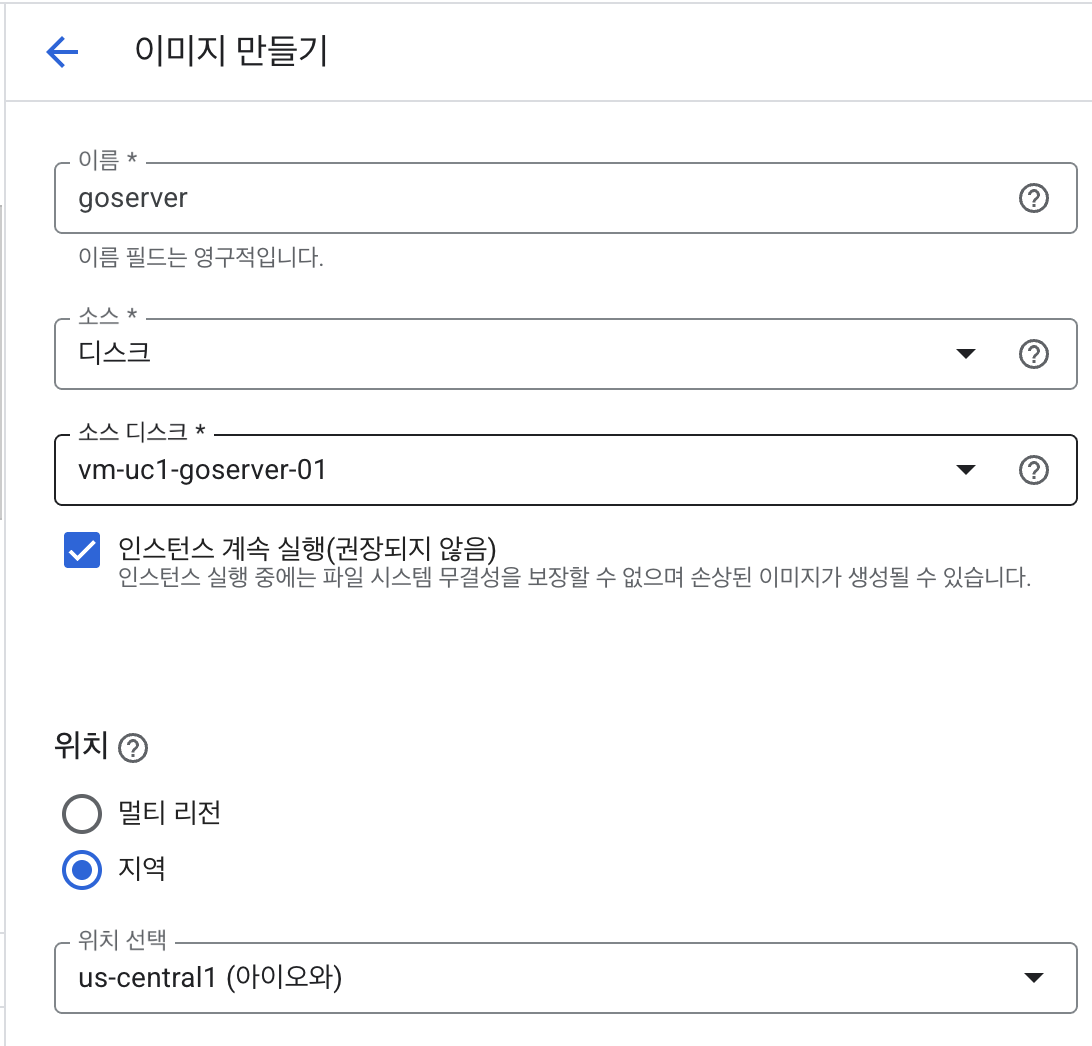 이미지 만들기
이름 *
goserver
이름 필드는 영구적입니다.
소스 *
디스크
소스 디스크 *
vm-uc1-goserver-01
인스턴스 계속 실행(권장되지 않음)
인스턴스 실행 중에는 파일 시스템 무결성을 보장할 수 없으며 손상된 이미지가 생성될 수 있습니다.
위치
멀티 리전
지역
위치 선택
us-central1 (아이오와)